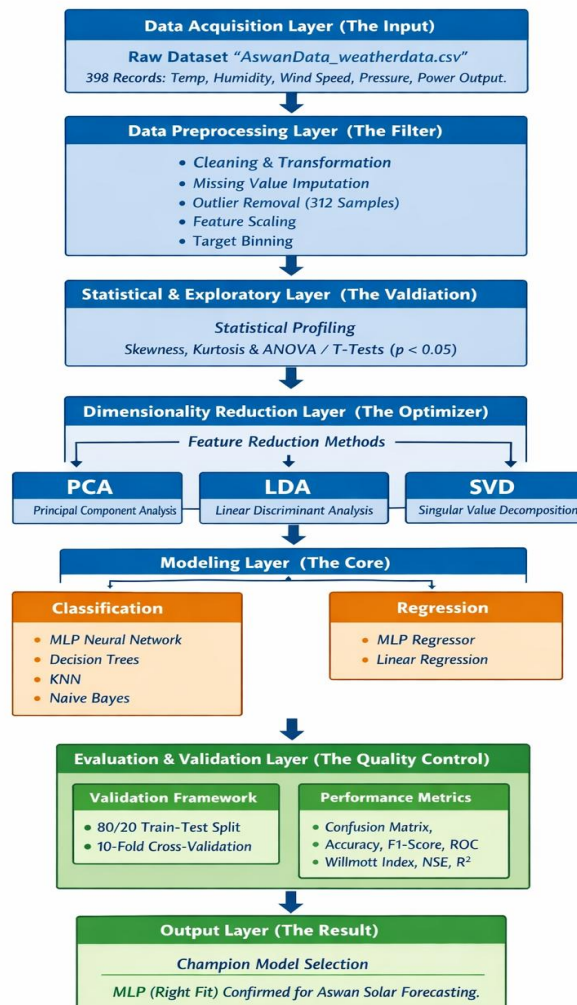 Data Acquisition Layer (The Input)
Raw Dataset "AswanData_weatherdata.csv"
398 Records: Temp, Humidity, Wind Speed, Pressure, Power Output.
Data Preprocessing Layer (The Filter)
• Cleaning & Transformation
• Missing Value Imputation
• Outlier Removal (312 Samples)
• Feature Scaling
• Target Binning
Statistical & Exploratory Layer (The Valdiation)
Statistical Profiling
Skewness, Kurtosis & ANOVA / T-Tests (p < 0.05)
Dimensionality Reduction Layer (The Optimizer)
Feature Reduction Methods
PCA
Principal Component Analysis
LDA
Linear Discriminant Analysis
SVD
Singular Value Decomposition
Modeling Layer (The Core)
Classification
• MLP Neural Network
• Decision Trees
• KNN
• Naive Bayes
Regression
• MLP Regressor
• Linear Regression
Evaluation & Validation Layer (The Quality Control)
Validation Framework
• 80/20 Train-Test Split
• 10-Fold Cross-Validation
Performance Metrics
• Confusion Matrix,
• Accuracy, F1-Score, ROC
• Willmott Index, NSE, R²
Output Layer (The Result)
Champion Model Selection
MLP (Right Fit) Confirmed for Aswan Solar Forecasting.